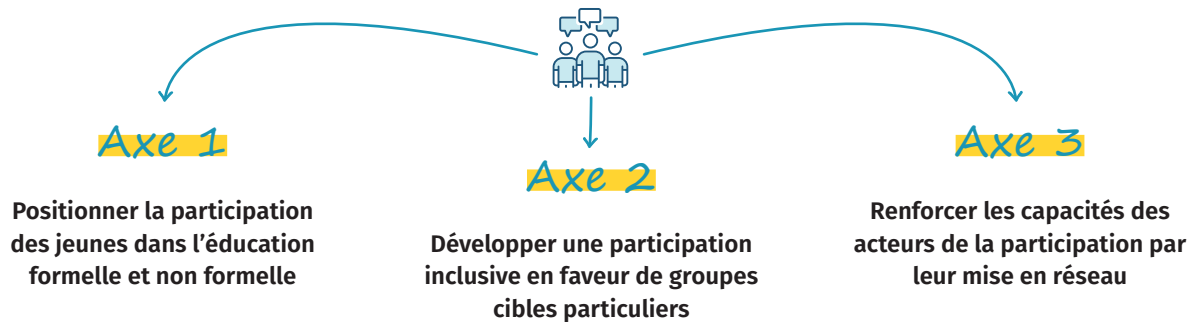 Axe 1
Positionner la participation
des jeunes dans l’éducation
formelle et non formelle
Axe 2
Développer une participation
inclusive en faveur de groupes
cibles particuliers
Axe 3
Renforcer les capacités des
acteurs de la participation par
leur mise en réseau